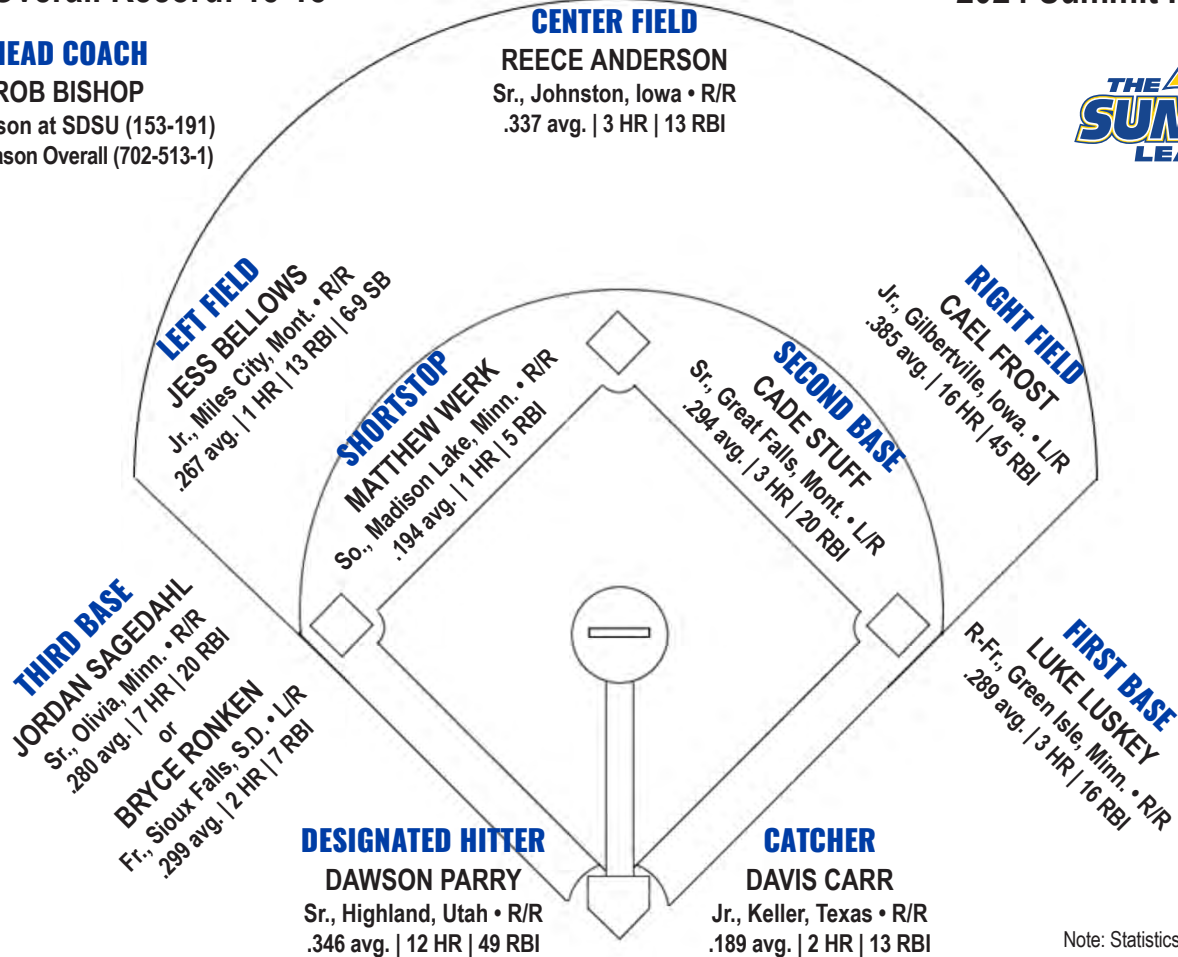 CENTER FIELD
REECE ANDERSON
Sr., Johnston, Iowa • R/R
.337 avg. | 3 HR | 13 RBI
HEAD COACH
ROB BISHOP
at SDSU (153-191)
Overall (702-513-1)
THE
LEFT FIELD
JESS BELLOWS
Jr., Miles City, Mont. • R/R
.267 avg. | 1 HR | 13 RBI | 6-9 SB
SHORTSTOP
MATTHEW WERK
So., Madison Lake, Minn. • R/R
.194 avg. | 1 HR | 5 RBI
SECOND BASE
CADE STUFF
Sr., Great Falls, Mont. • L/R
.294 avg. | 3 HR | 20 RBI
RIGHT FIELD
CAEL FROST
Jr., Gilbertville, Iowa. • L/R
.385 avg. | 16 HR | 45 RBI
THIRD BASE
JORDAN SAGEDAHL
Sr., Olivia, Minn. • R/R
.280 avg. | 7 HR | 20 RBI
or
BRYCE RONKEN
Fr., Sioux Falls, S.D. • L/R
.299 avg. | 2 HR | 7 RBI
FIRST BASE
LUKE LUSKEY
R-Fr., Green Isle, Minn. • R/R
.289 avg. | 3 HR | 16 RBI
DESIGNATED HITTER
DAWSON PARRY
Sr., Highland, Utah • R/R
.346 avg. | 12 HR | 49 RBI
CATCHER
DAVIS CARR
Jr., Keller, Texas • R/R
.189 avg. | 2 HR | 13 RBI
Note: Statistics